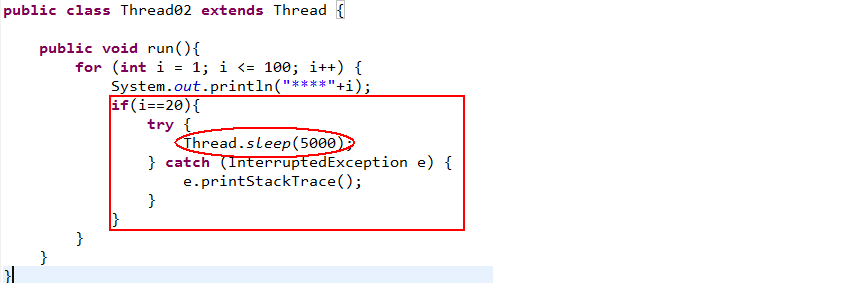 public class Thread02 extends Thread {
public void run(){
for (int i = 1; i <= 100; i++) {
System.out.println("****"+i);
if(i==20){
try {
Thread.sleep(5000);
} catch (InterruptedException e) {
e.printStackTrace();
}
}
}
}
}